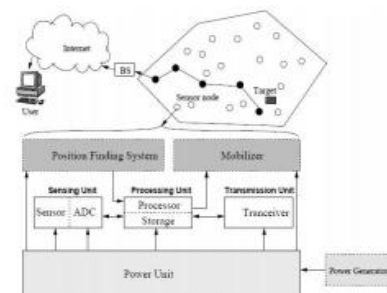 Internet
BS
Target
Sensor node
User
Position Finding System
Mobilizer
Sensing Unit
Processing Unit
Transmission Unit
Sensor
ADC
Processor
Storage
Tranceiver
Power Unit
Power Generator